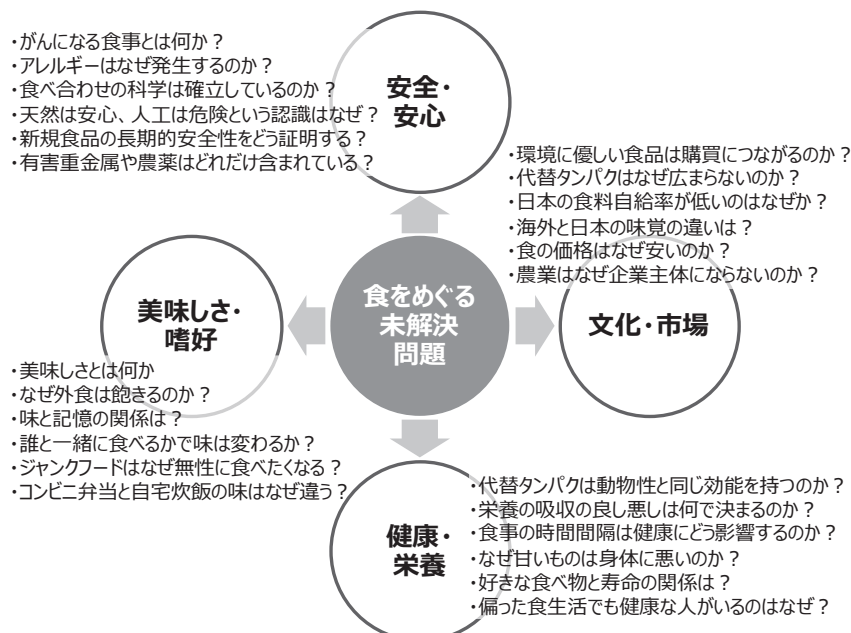 ・がんになる食事とは何か？
・アレルギーはなぜ発生するのか？
・食べ合わせの科学は確立しているのか？
・天然は安心、人工は危険という認識はなぜ？
・新規食品の長期的安全性をどう証明する？
・有害重金属や農薬はどれだけ含まれている？
安全・
安心
・環境に優しい食品は購買につながるのか？
・代替タンパクはなぜ広まらないのか？
・日本の食料自給率が低いのはなぜか？
・海外と日本の味覚の違いは？
・食の価格はなぜ安いのか？
・農業はなぜ企業主体にならないのか？
文化・市場
食をめぐる
未解決
問題
美味しさ・
嗜好
・美味しさとは何か
・なぜ外食は飽きるのか？
・味と記憶の関係は？
・誰と一緒に食べるかで味は変わるか？
・ジャンクフードはなぜ無性に食べたくなる？
・コンビニ弁当と自宅炊飯の味はなぜ違う？
健康・
栄養
・代替タンパクは動物性と同じ効能を持つのか？
・栄養の吸収の良し悪しは何で決まるのか？
・食事の時間間隔は健康にどう影響するのか？
・なぜ甘いものは身体に悪いのか？
・好きな食べ物と寿命の関係は？
・偏った食生活でも健康な人がいるのはなぜ？